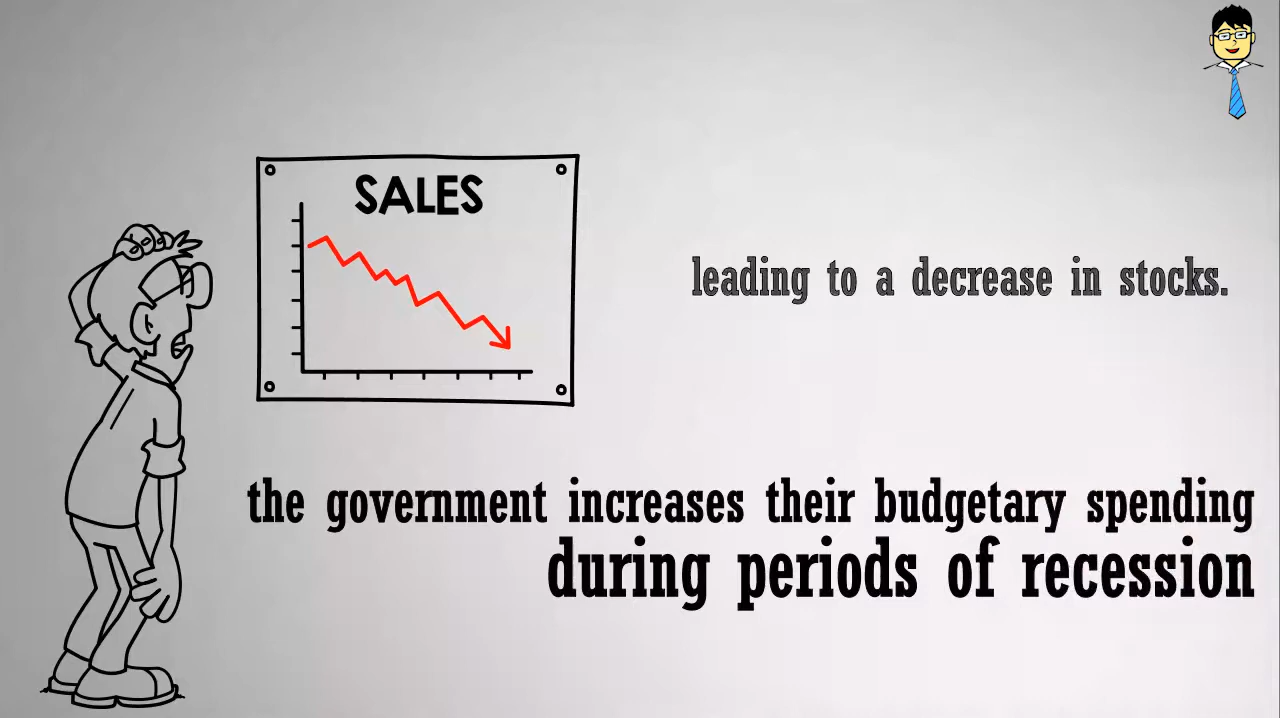 SALES
leading to a decrease in stocks.
the government increases their budgetary spending
during periods of recession